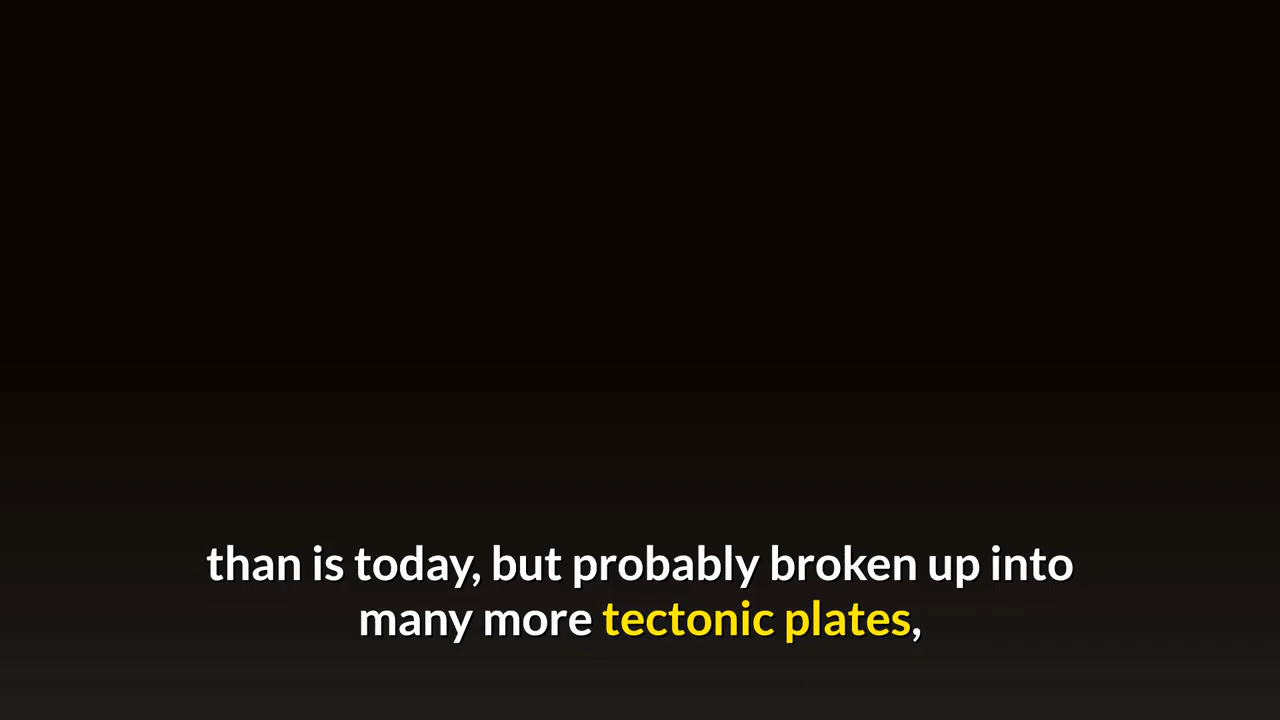 than is today, but probably broken up into
many more tectonic plates,